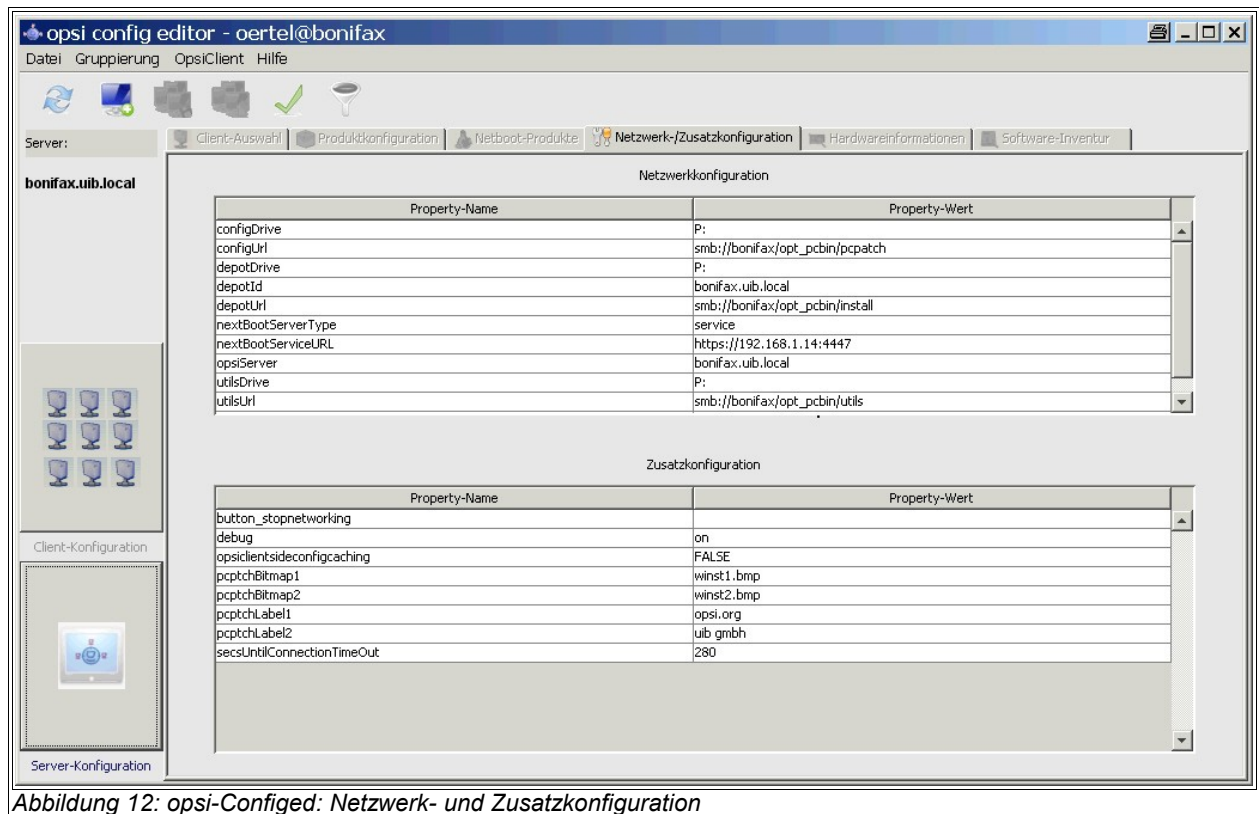 opsi config editor - oertel@bonifax
Datei Gruppierung OpsiClient Hilfe
Server:
Client-Auswahl Produktkonfiguration Netboot-Produkte Netzwerk-/Zusatzkonfiguration Hardwareinformationen Software-Inventur
bonifax.uib.local
Netzwerkkonfiguration
Property-Name Property-Wert
configDrive P:
configUrl smb://bonifax/opt_pcbin/pcpatch
depotDrive P:
depotId bonifax.uib.local
depotUrl smb://bonifax/opt_pcbin/install
nextBootServerType service
nextBootServiceURL https://192.168.1.14:4447
opsiServer bonifax.uib.local
utilsDrive P:
utilsUrl smb://bonifax/opt_pcbin/utils
Zusatzkonfiguration
Property-Name Property-Wert
button_stopnetworking
debug on
opsiclientsideconfigcaching FALSE
pcptchBitmap1 winst1.bmp
pcptchBitmap2 winst2.bmp
pcptchLabel1 opsi.org
pcptchLabel2 uib gmbh
secsUntilConnectionTimeOut 280
Client-Konfiguration
Server-Konfiguration
Abbildung 12: opsi-Configed: Netzwerk- und Zusatzkonfiguration